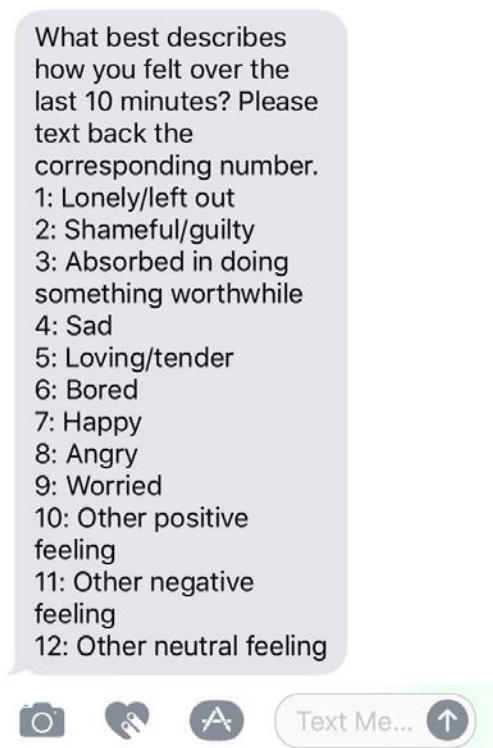 What best describes
how you felt over the
last 10 minutes? Please
text back the
corresponding number.
1: Lonely/left out
2: Shameful/guilty
3: Absorbed in doing
something worthwhile
4: Sad
5: Loving/tender
6: Bored
7: Happy
8: Angry
9: Worried
10: Other positive
feeling
11: Other negative
feeling
12: Other neutral feeling
Text Me...